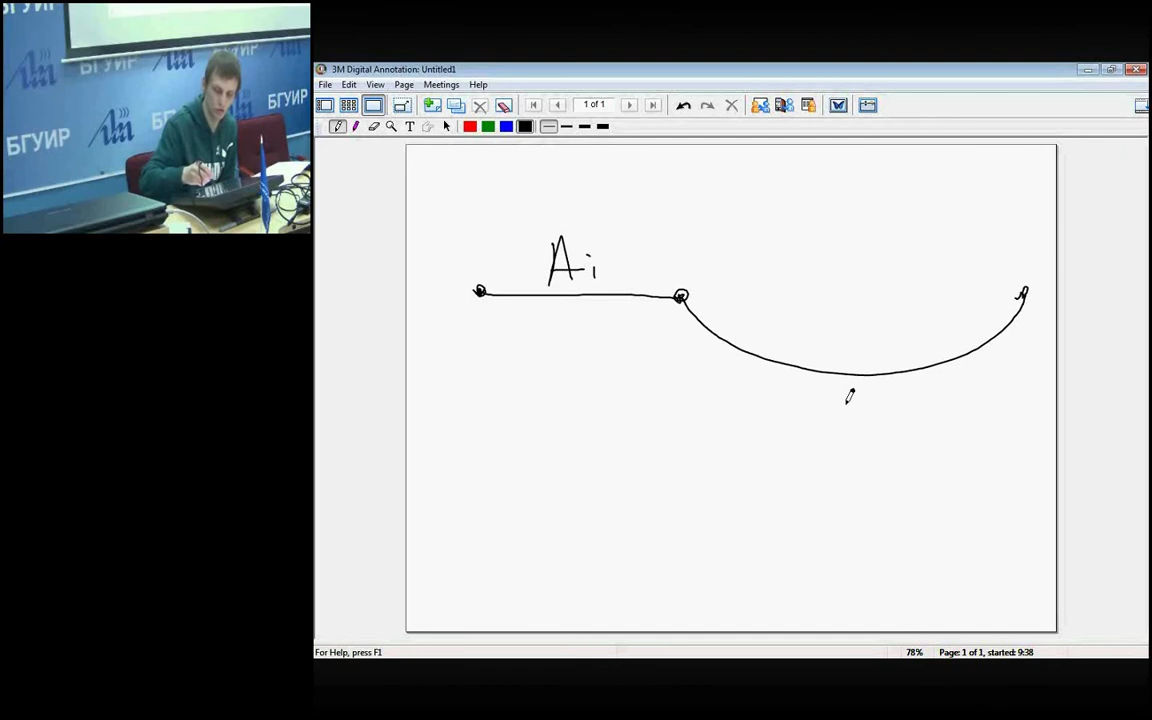 БГУИР
БГУИР
БГУИР
БГУИР
3M Digital Annotation: Untitled1
File Edit View Page Meetings Help
1 of 1
T
Ai
For Help, press F1
78%
Page: 1 of 1, started: 9:38